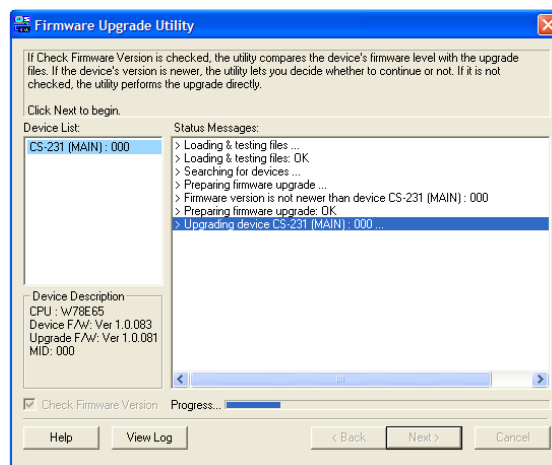 Firmware Upgrade Utility
If Check Firmware Version is checked, the utility compares the device's firmware level with the upgrade
files. If the device's version is newer, the utility lets you decide whether to continue or not. If it is not
checked, the utility performs the upgrade directly.
Click Next to begin.
Device List:
CS-231 (MAIN) : 000
Status Messages:
> Loading & testing files ...
> Loading & testing files: OK
> Searching for devices ...
> Preparing firmware upgrade ...
> Firmware version is not newer than device CS-231 (MAIN) : 000
> Preparing firmware upgrade: OK
> Upgrading device CS-231 (MAIN) : 000 ...
Device Description
CPU : W78E65
Device F/W: Ver 1.0.083
Upgrade F/W: Ver 1.0.081
MID: 000
Check Firmware Version
Progress...
Help
View Log
< Back
Next >
Cancel